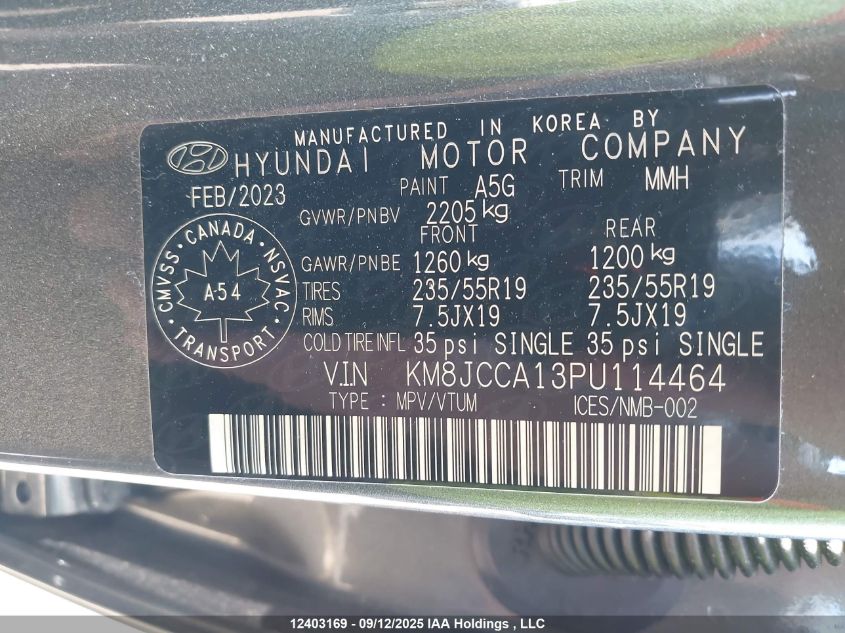 MANUFACTURED IN KOREA BY
HYUNDAI MOTOR COMPANY
FEB/2023 PAINT A5G TRIM MMH
GVWR/PNBV 2205 kg
FRONT REAR
GAWR/PNBE 1260 kg 1200 kg
TIRES 235/55R19 235/55R19
RIMS 7.5JX19 7.5JX19
COLD TIRE INFL 35 psi SINGLE 35 psi SINGLE
V.I.N KM8JCCA13PU114464
TYPE : MPV/VTUM ICES/NMB-002
CMVSS • CANADA • NSVAC
A-54
• TRANSPORT •
12403169 - 09/12/2025 IAA Holdings , LLC